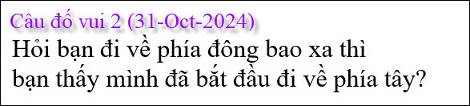 Câu đố vui 2 (31-Oct-2024)
Hỏi bạn đi về phía đông bao xa thì
bạn thấy mình đã bắt đầu đi về phía tây?